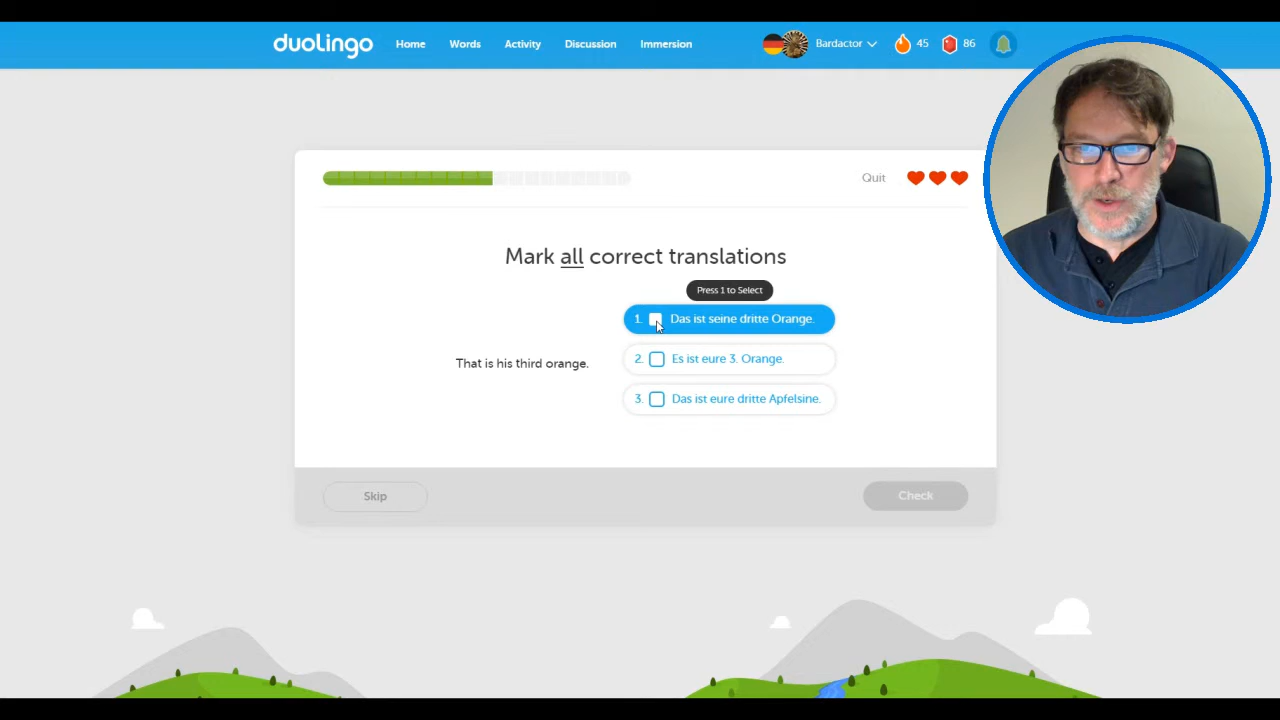 duolingo Home Words Activity Discussion Immersion Bardactor 45 86
Quit
Mark all correct translations
Press 1 to Select
1. Das ist seine dritte Orange.
That is his third orange.
2. Es ist eure 3. Orange.
3. Das ist eure dritte Apfelsine.
Skip Check